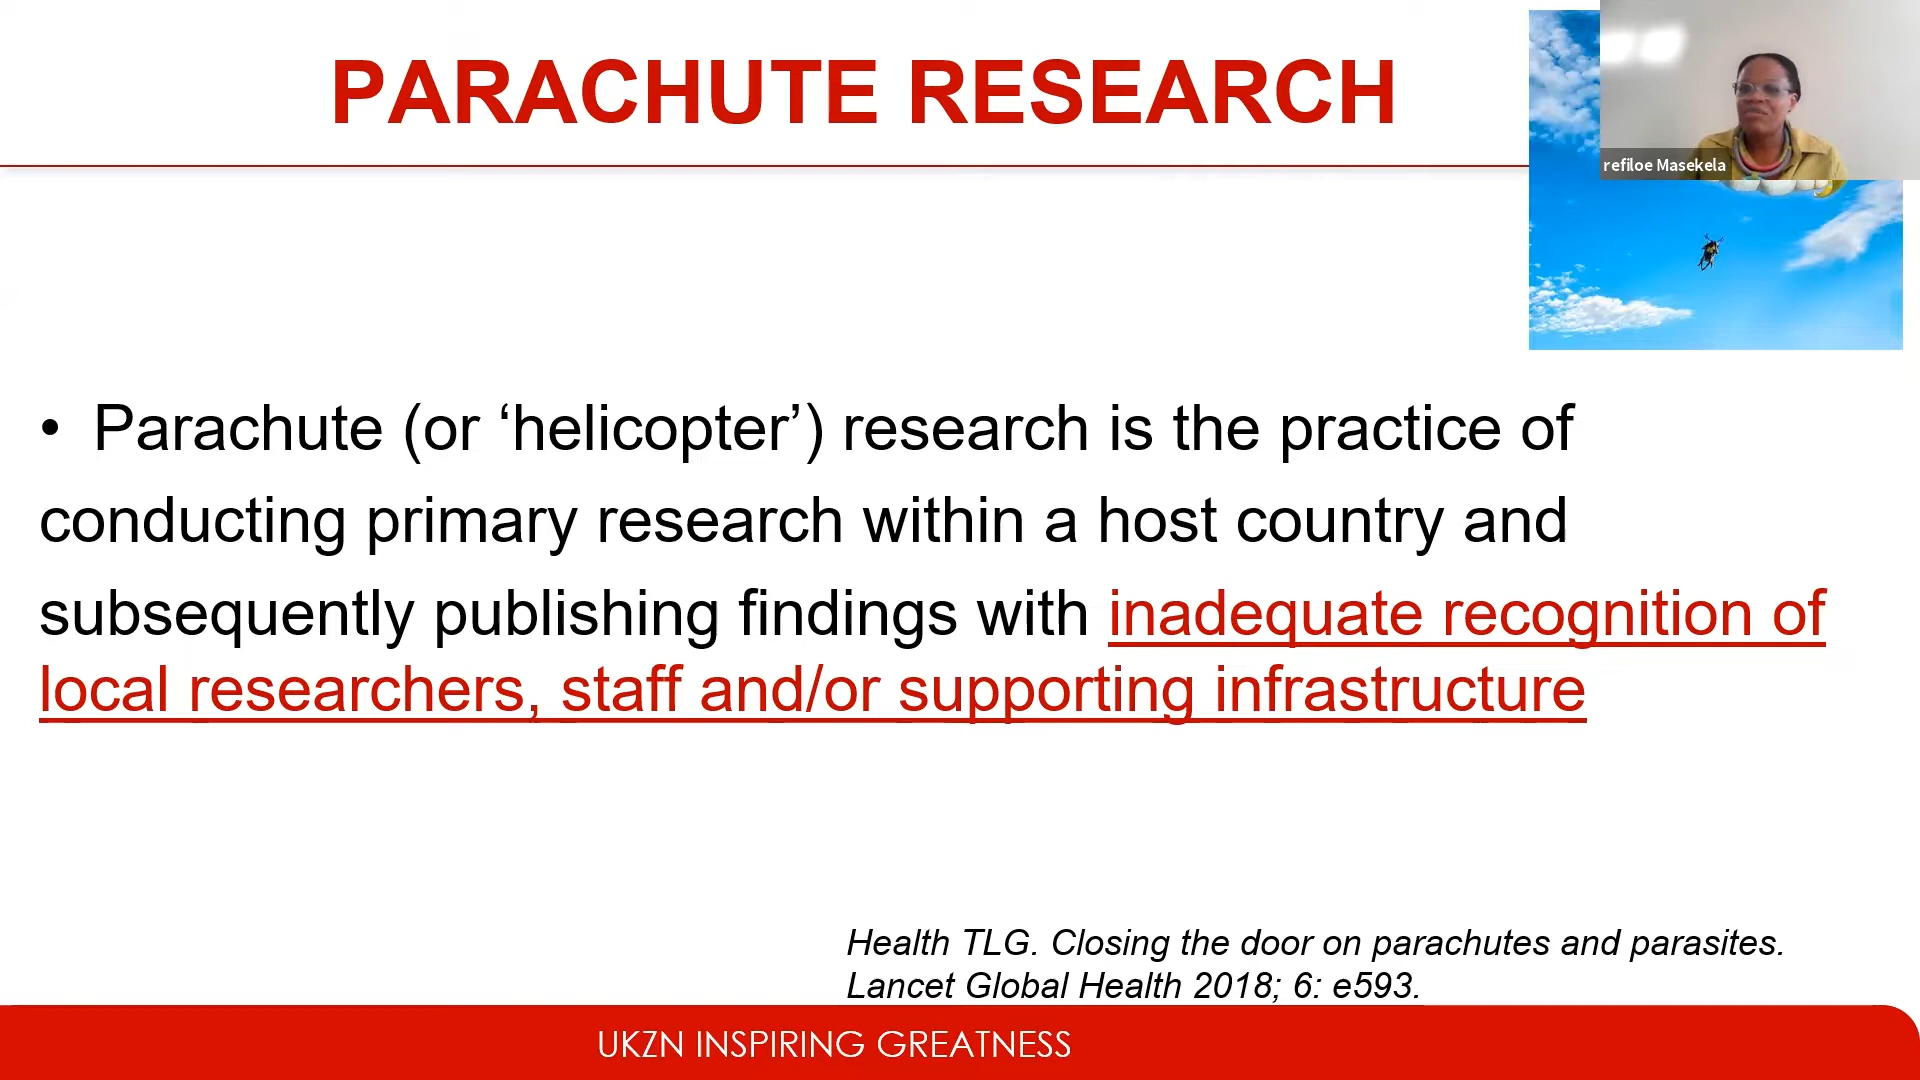 PARACHUTE RESEARCH
refiloe Masekela
• Parachute (or ‘helicopter’) research is the practice of
conducting primary research within a host country and
subsequently publishing findings with inadequate recognition of
local researchers, staff and/or supporting infrastructure
Health TLG. Closing the door on parachutes and parasites.
Lancet Global Health 2018; 6: e593.
UKZN INSPIRING GREATNESS